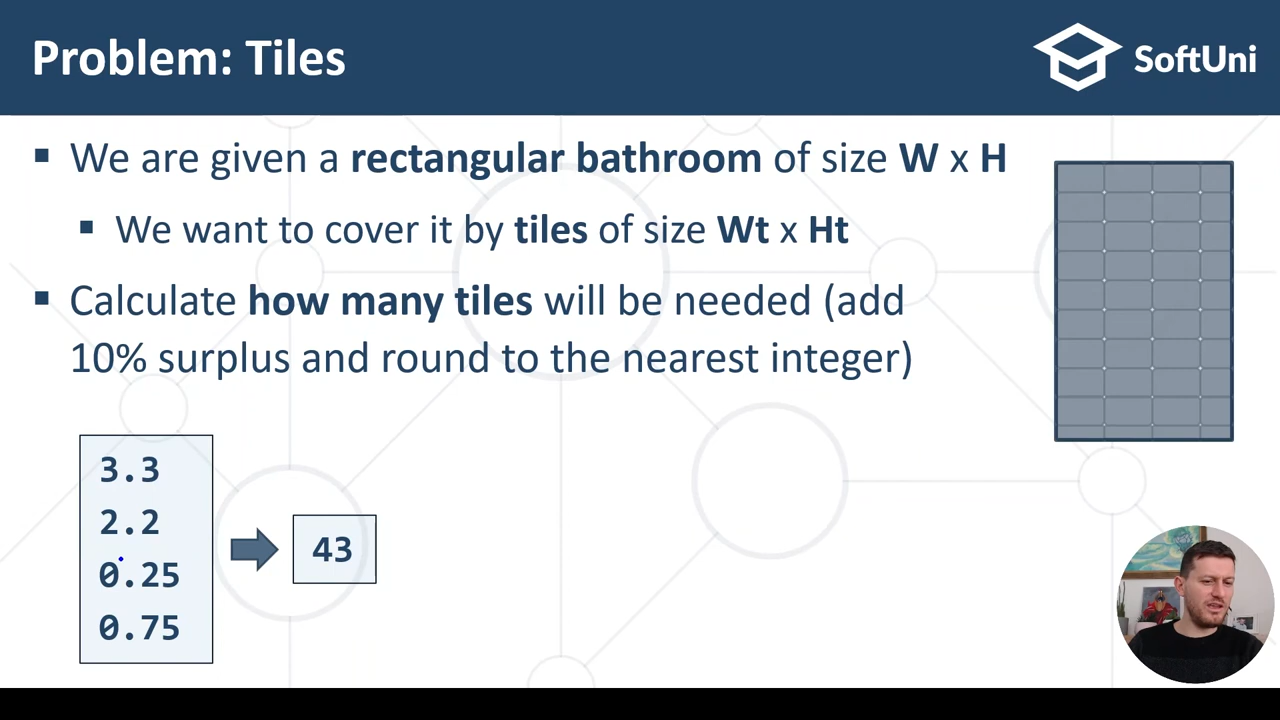 Problem: Tiles
SoftUni
▪ We are given a rectangular bathroom of size W x H
▪ We want to cover it by tiles of size Wt x Ht
▪ Calculate how many tiles will be needed (add
10% surplus and round to the nearest integer)
3.3
2.2
0.25
0.75
43